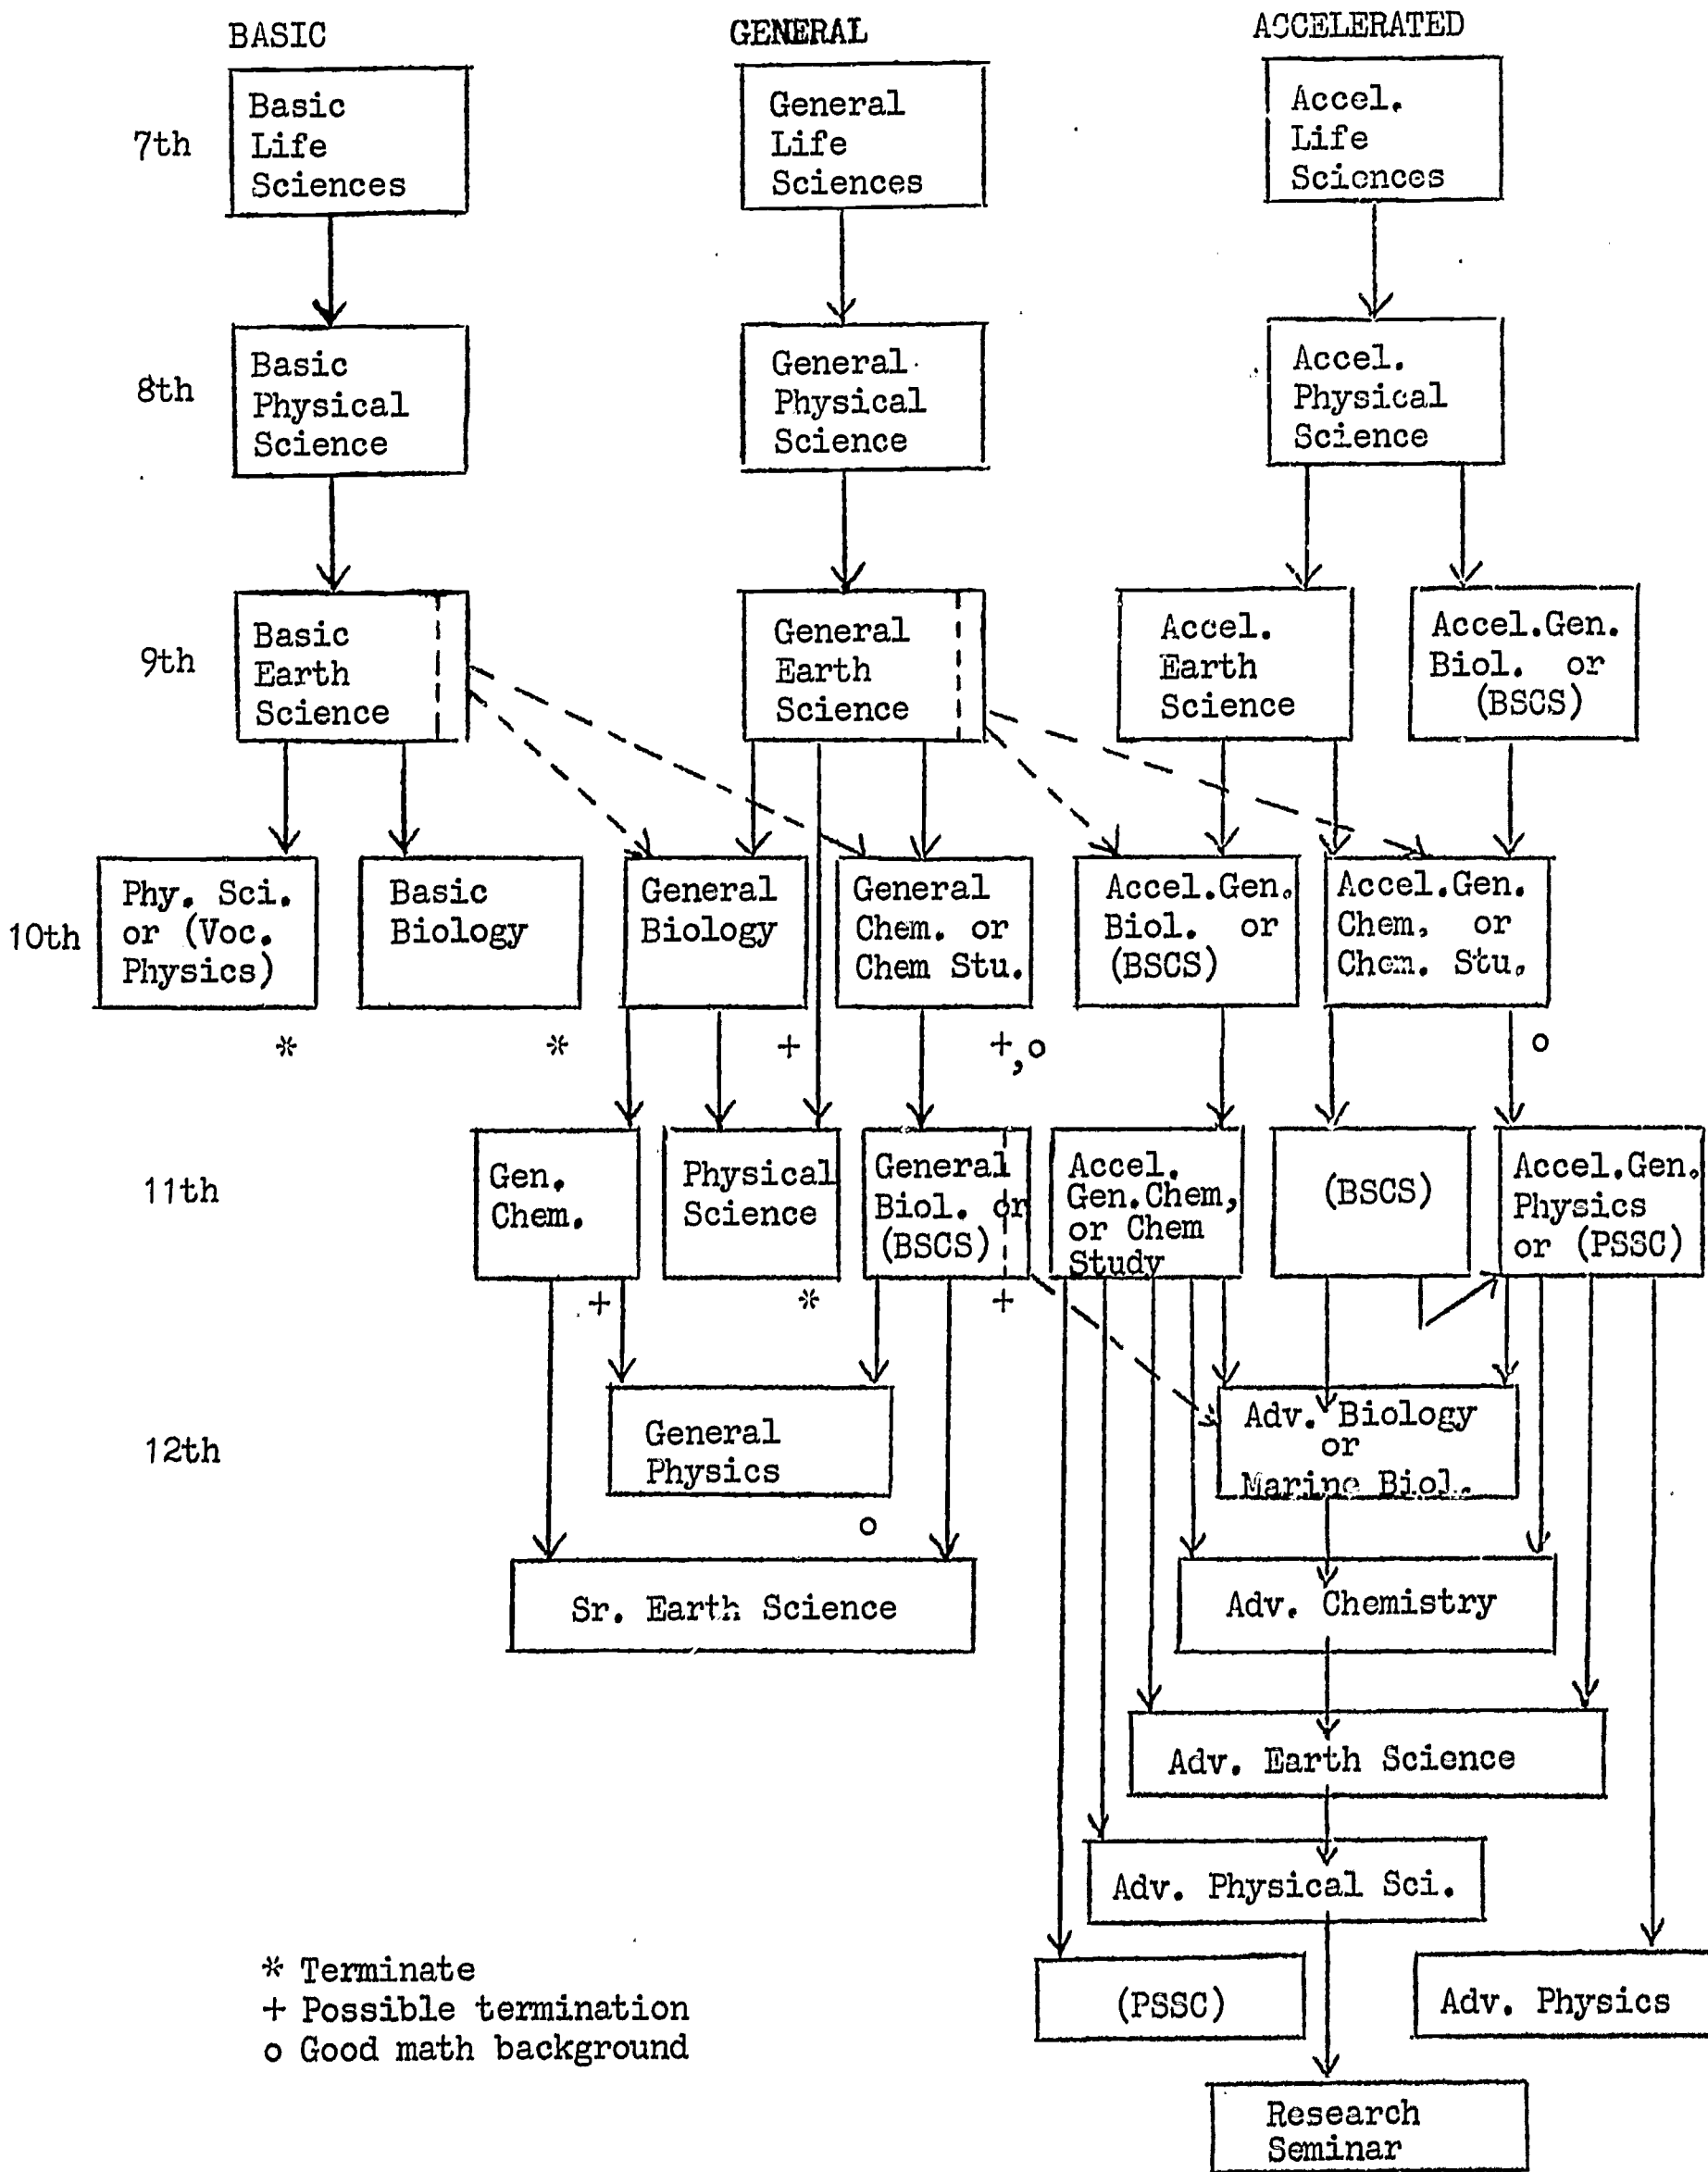 BASIC
GENERAL
ACCELERATED
7th
Basic
Life
Sciences
General
Life
Sciences
Accel.
Life
Sciences
8th
Basic
Physical
Science
General
Physical
Science
Accel.
Physical
Science
9th
Basic
Earth
Science
General
Earth
Science
Accel.
Earth
Science
Accel.Gen.
Biol. or
(BSCS)
10th
Phy. Sci.
or (Voc.
Physics)
Basic
Biology
General
Biology
General
Chem. or
Chem Stu.
Accel.Gen.
Biol. or
(BSCS)
Accel.Gen.
Chem. or
Chem. Stu.
*
*
+
+,o
o
11th
Gen.
Chem.
Physical
Science
General
Biol. or
(BSCS)
Accel.
Gen.Chem,
or Chem
Study
(BSCS)
Accel.Gen.
Physics
or (PSSC)
+
*
+
12th
General
Physics
Adv. Biology
or
Marine Biol.
o
Sr. Earth Science
Adv. Chemistry
Adv. Earth Science
Adv. Physical Sci.
(PSSC)
Adv. Physics
Research
Seminar
* Terminate
+ Possible termination
o Good math background